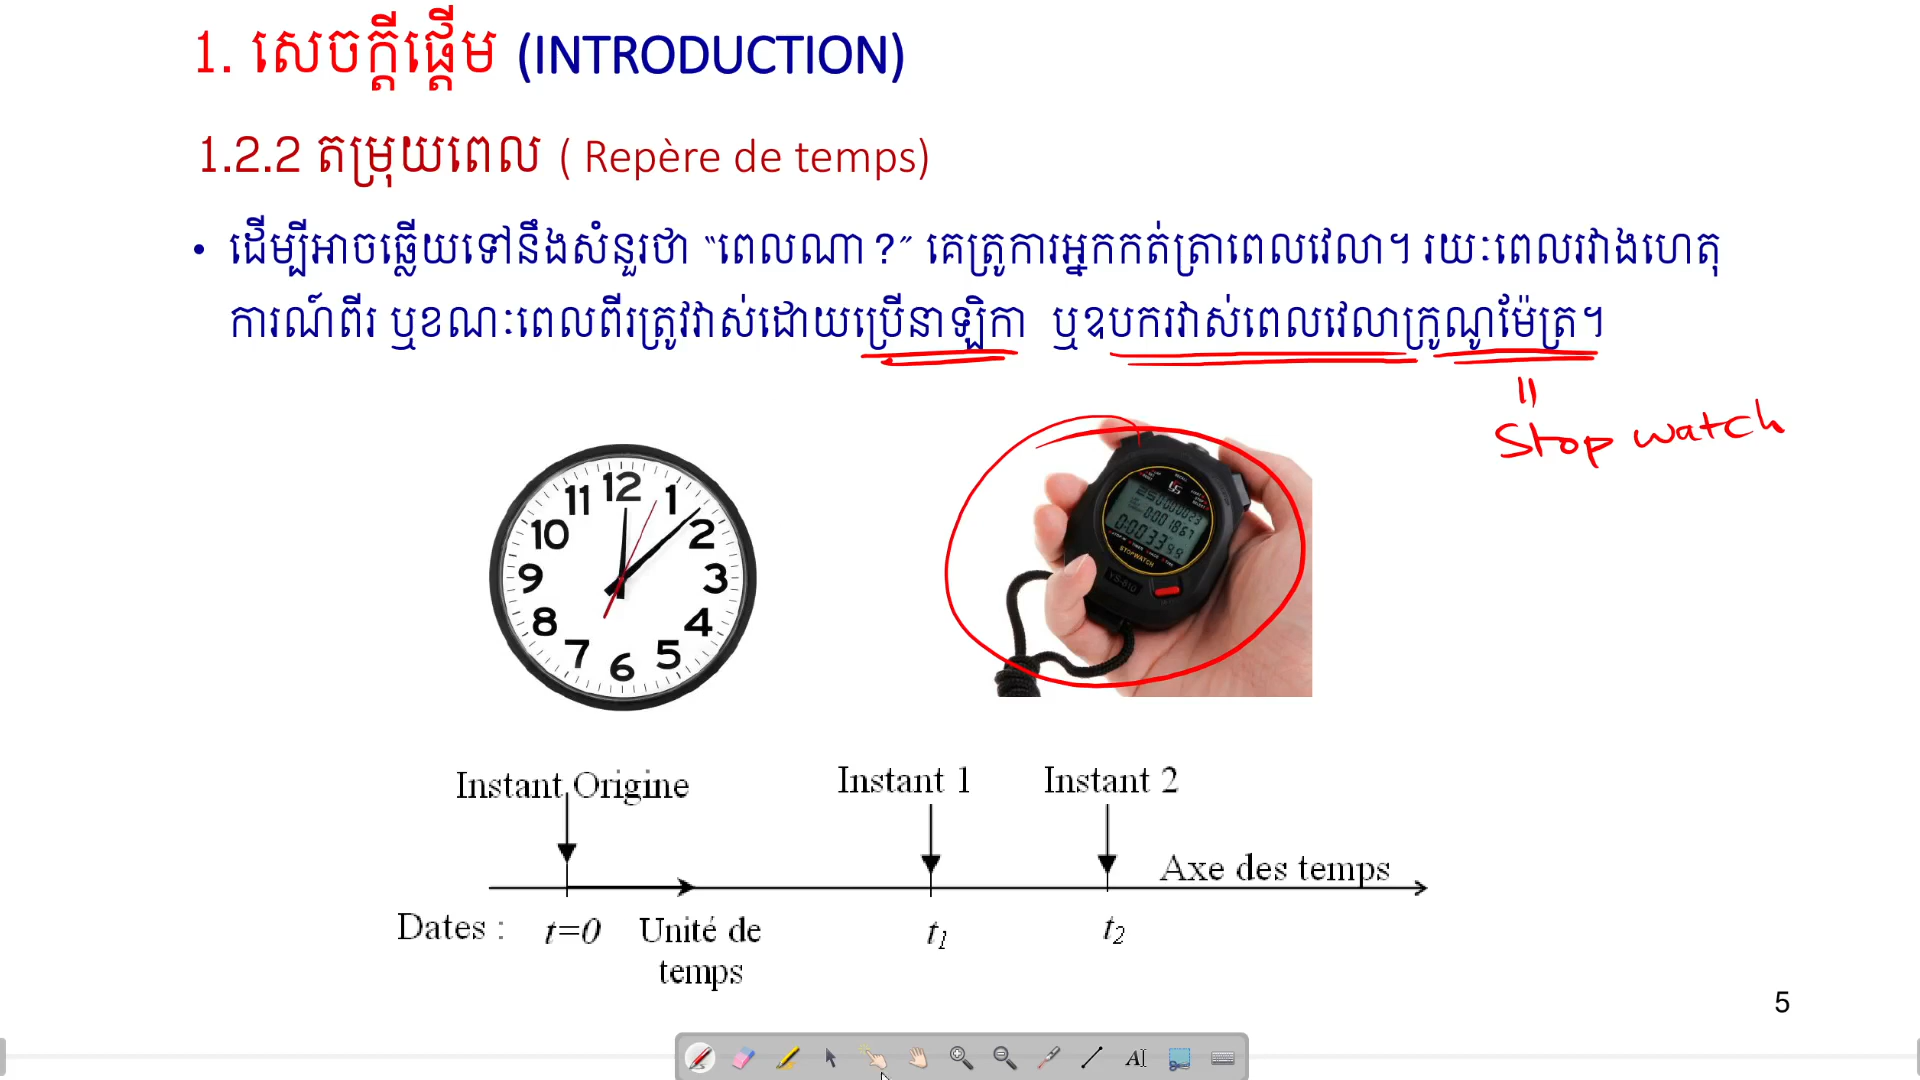 1. សេចក្ដីផ្ដើម (INTRODUCTION)
1.2.2 តម្រុយពេល ( Repère de temps)
• ដើម្បីអាចឆ្លើយទៅនឹងសំនួរថា “ពេលណា ?” គេត្រូការអ្នកកត់ត្រាពេលវេលា។ រយៈពេលរវាងហេតុ
ការណ៍ពីរ ឬខណៈពេលពីរត្រូវវាស់ដោយប្រើនាឡិកា ឬឧបករវាស់ពេលវេលាក្រូណូម៉ែត្រ។
=
Stop watch
12
11 1
10 2
9 3
8 4
7 5
6
STOPWATCH
Instant Origine Instant 1 Instant 2
Axe des temps
Dates : t=0 Unité de t1 t2
temps
5
AI